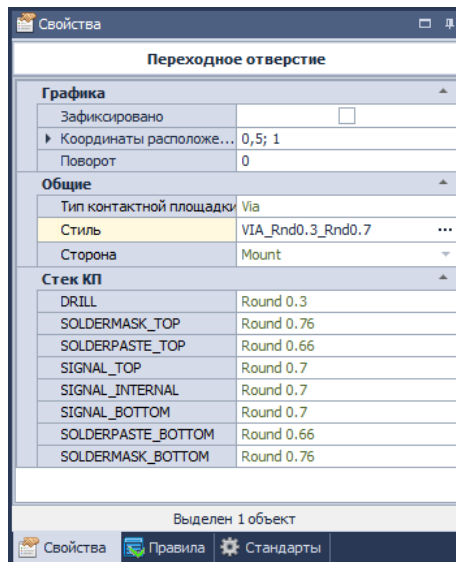 Свойства
Переходное отверстие
Графика
Зафиксировано
Координаты расположе... 0,5; 1
Поворот 0
Общие
Тип контактной площадки Via
Стиль VIA_Rnd0.3_Rnd0.7 ...
Сторона Mount
Стек КП
DRILL Round 0.3
SOLDERMASK_TOP Round 0.76
SOLDERPASTE_TOP Round 0.66
SIGNAL_TOP Round 0.7
SIGNAL_INTERNAL Round 0.7
SIGNAL_BOTTOM Round 0.7
SOLDERPASTE_BOTTOM Round 0.66
SOLDERMASK_BOTTOM Round 0.76
Выделен 1 объект
Свойства Правила Стандарты